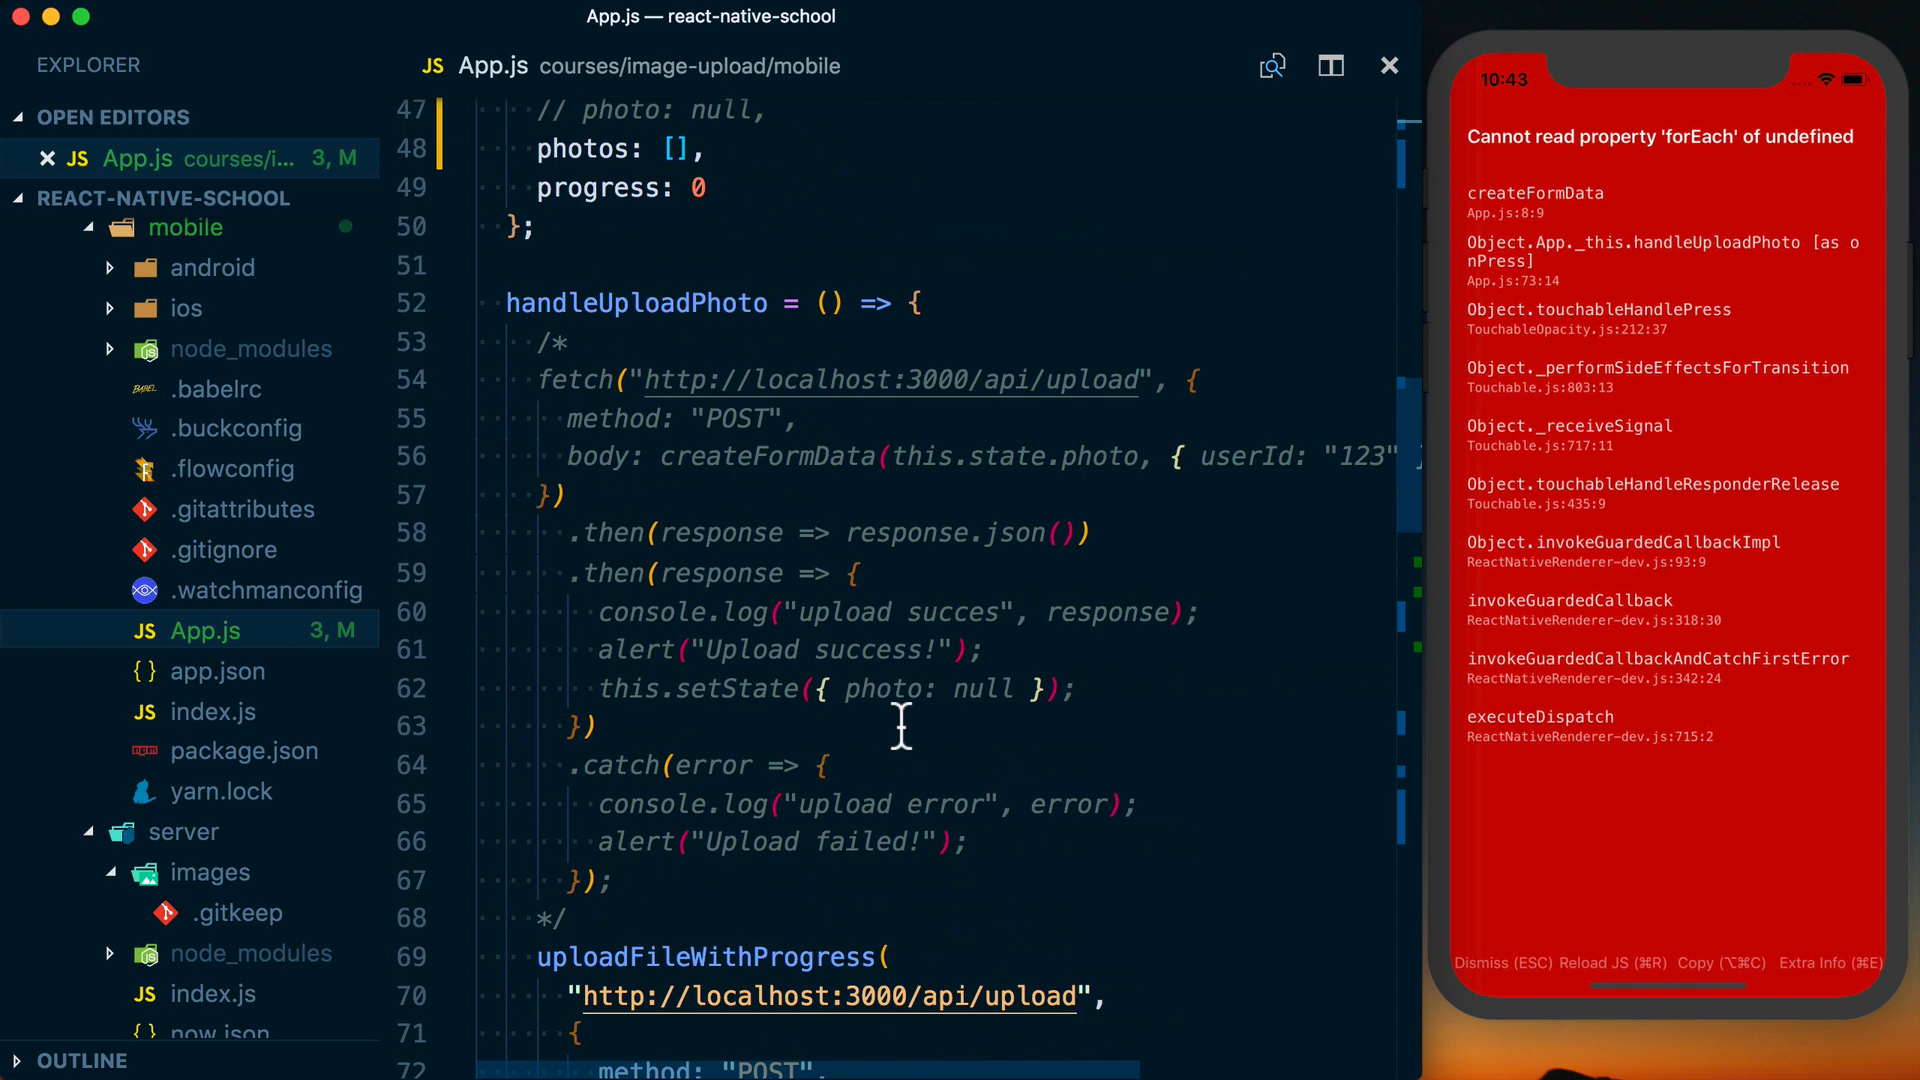 App.js — react-native-school
EXPLORER
OPEN EDITORS
JS App.js courses/i... 3, M
REACT-NATIVE-SCHOOL
mobile
android
ios
node_modules
.babelrc
.buckconfig
.flowconfig
.gitattributes
.gitignore
.watchmanconfig
JS App.js 3, M
{} app.json
JS index.js
package.json
yarn.lock
server
images
.gitkeep
node_modules
JS index.js
{} now.json
OUTLINE
JS App.js courses/image-upload/mobile
47 // photo: null,
48 photos: [],
49 progress: 0
50 };
51
52 handleUploadPhoto = () => {
53 /*
54 fetch("http://localhost:3000/api/upload", {
55 method: "POST",
56 body: createFormData(this.state.photo, { userId: "123" }
57 })
58 .then(response => response.json())
59 .then(response => {
60 console.log("upload succes", response);
61 alert("Upload success!");
62 this.setState({ photo: null });
63 })
64 .catch(error => {
65 console.log("upload error", error);
66 alert("Upload failed!");
67 });
68 */
69 uploadFileWithProgress(
70 "http://localhost:3000/api/upload",
71 {
72 method: "POST",
10:43
Cannot read property 'forEach' of undefined
createFormData
App.js:8:9
Object.App._this.handleUploadPhoto [as o
nPress]
App.js:73:14
Object.touchableHandlePress
TouchableOpacity.js:212:37
Object._performSideEffectsForTransition
Touchable.js:803:13
Object._receiveSignal
Touchable.js:717:11
Object.touchableHandleResponderRelease
Touchable.js:435:9
Object.invokeGuardedCallbackImpl
ReactNativeRenderer-dev.js:93:9
invokeGuardedCallback
ReactNativeRenderer-dev.js:318:30
invokeGuardedCallbackAndCatchFirstError
ReactNativeRenderer-dev.js:342:24
executeDispatch
ReactNativeRenderer-dev.js:715:2
Dismiss (ESC) Reload JS (⌘R) Copy (⌥⌘C) Extra Info (⌘E)